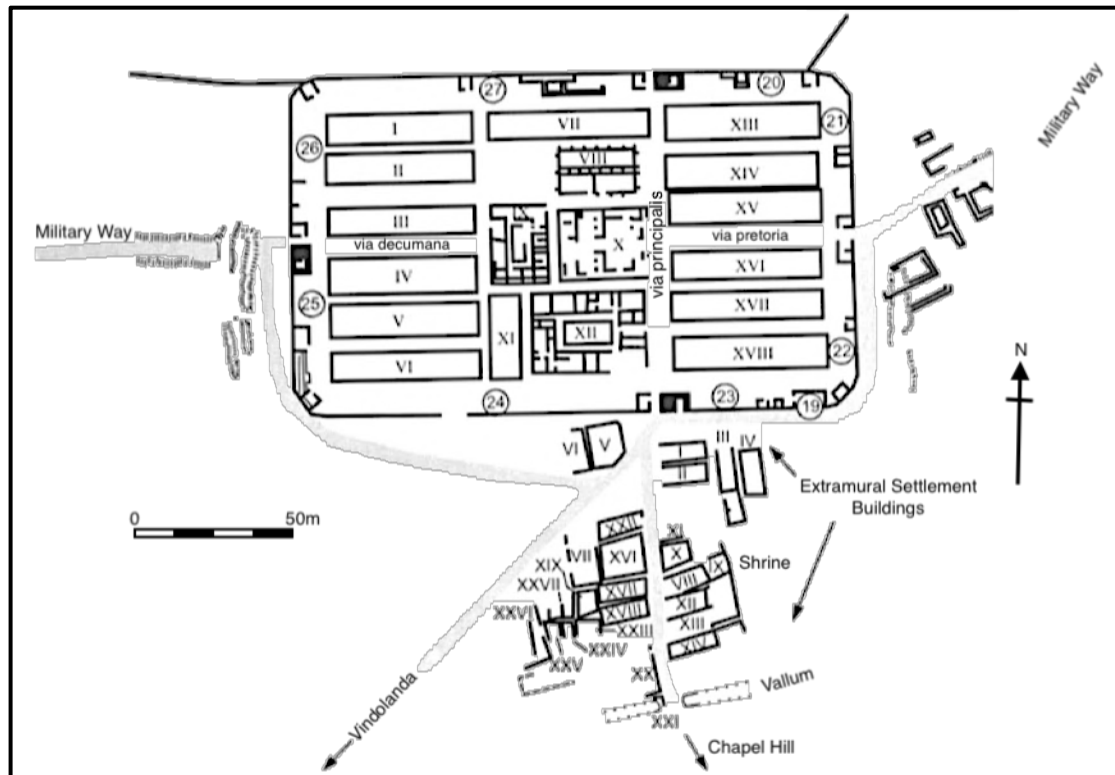 20
27
Military Way
21
I
VII
XIII
26
II
VIII
XIV
III
XV
Military Way
via decumana
X
via principalis
via pretoria
IV
XVI
25
V
XI
XII
XVII
VI
XVIII
22
N
24
23
19
VI
V
I
II
III
IV
Extramural Settlement
Buildings
0
50m
XXII
XI
VII
XVI
X
IX
Shrine
XIX
VIII
XXVII
XVII
XII
XXVI
XVIII
XIII
XXIII
XXIV
XIV
XXV
XX
Vallum
XXI
Vindolanda
Chapel Hill